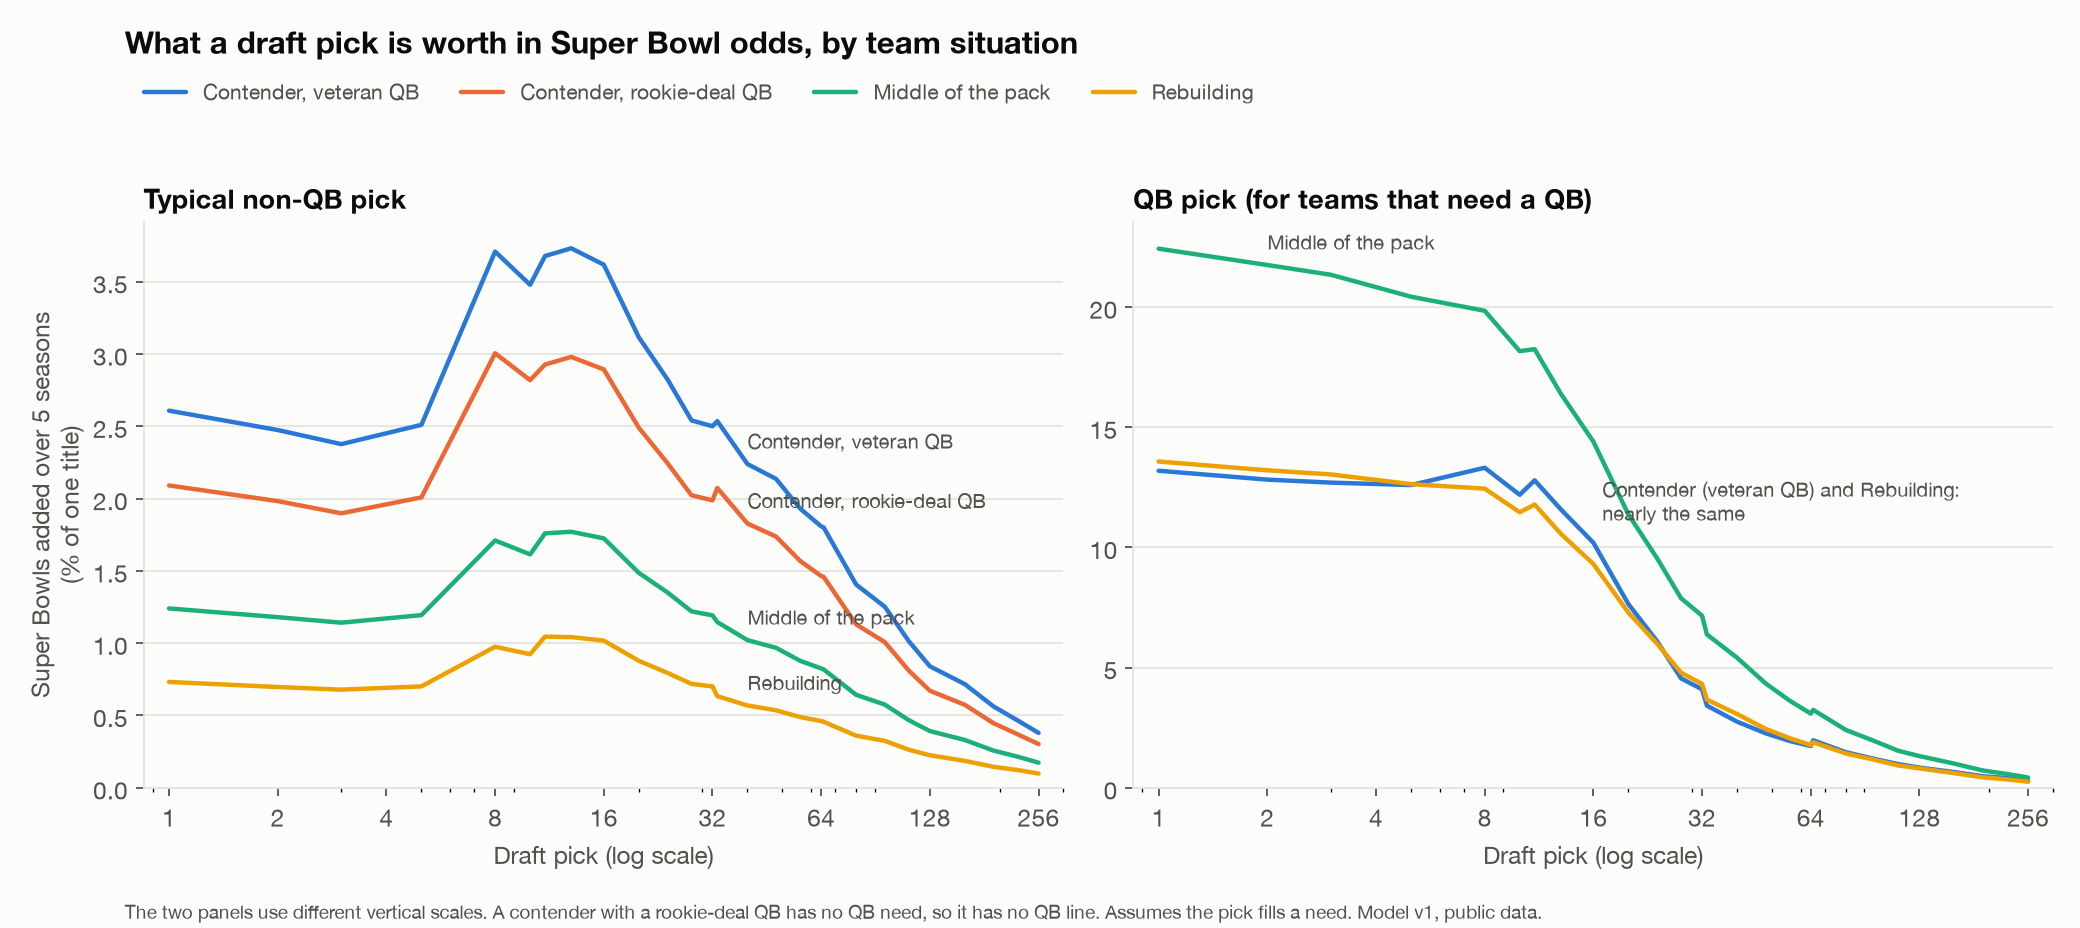 What a draft pick is worth in Super Bowl odds, by team situation
Contender, veteran QB
Contender, rookie-deal QB
Middle of the pack
Rebuilding
Typical non-QB pick
Super Bowls added over 5 seasons
(% of one title)
3.5
3.0
2.5
2.0
1.5
1.0
0.5
0.0
Contender, veteran QB
Contender, rookie-deal QB
Middle of the pack
Rebuilding
1 2 4 8 16 32 64 128 256
Draft pick (log scale)
QB pick (for teams that need a QB)
20
15
10
5
0
Middle of the pack
Contender (veteran QB) and Rebuilding:
nearly the same
1 2 4 8 16 32 64 128 256
Draft pick (log scale)
The two panels use different vertical scales. A contender with a rookie-deal QB has no QB need, so it has no QB line. Assumes the pick fills a need. Model v1, public data.